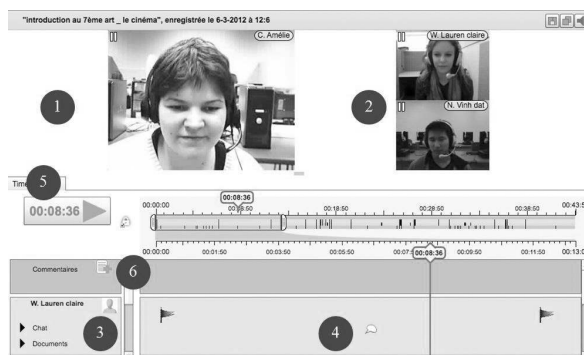 "introduction au 7ème art _ le cinéma", enregistrée le 6-3-2012 à 12:6
C. Amélie
W. Lauren claire
N. Vinh dat
1
2
5
00:08:36
00:08:36
00:00:00 00:18:50 00:28:50 00:38:50
00:00:00 00:01:50 00:03:50 00:05:50 00:08:36 00:09:50 00:11:50
6
Commentaires
W. Lauren claire
3
Chat
Documents
4